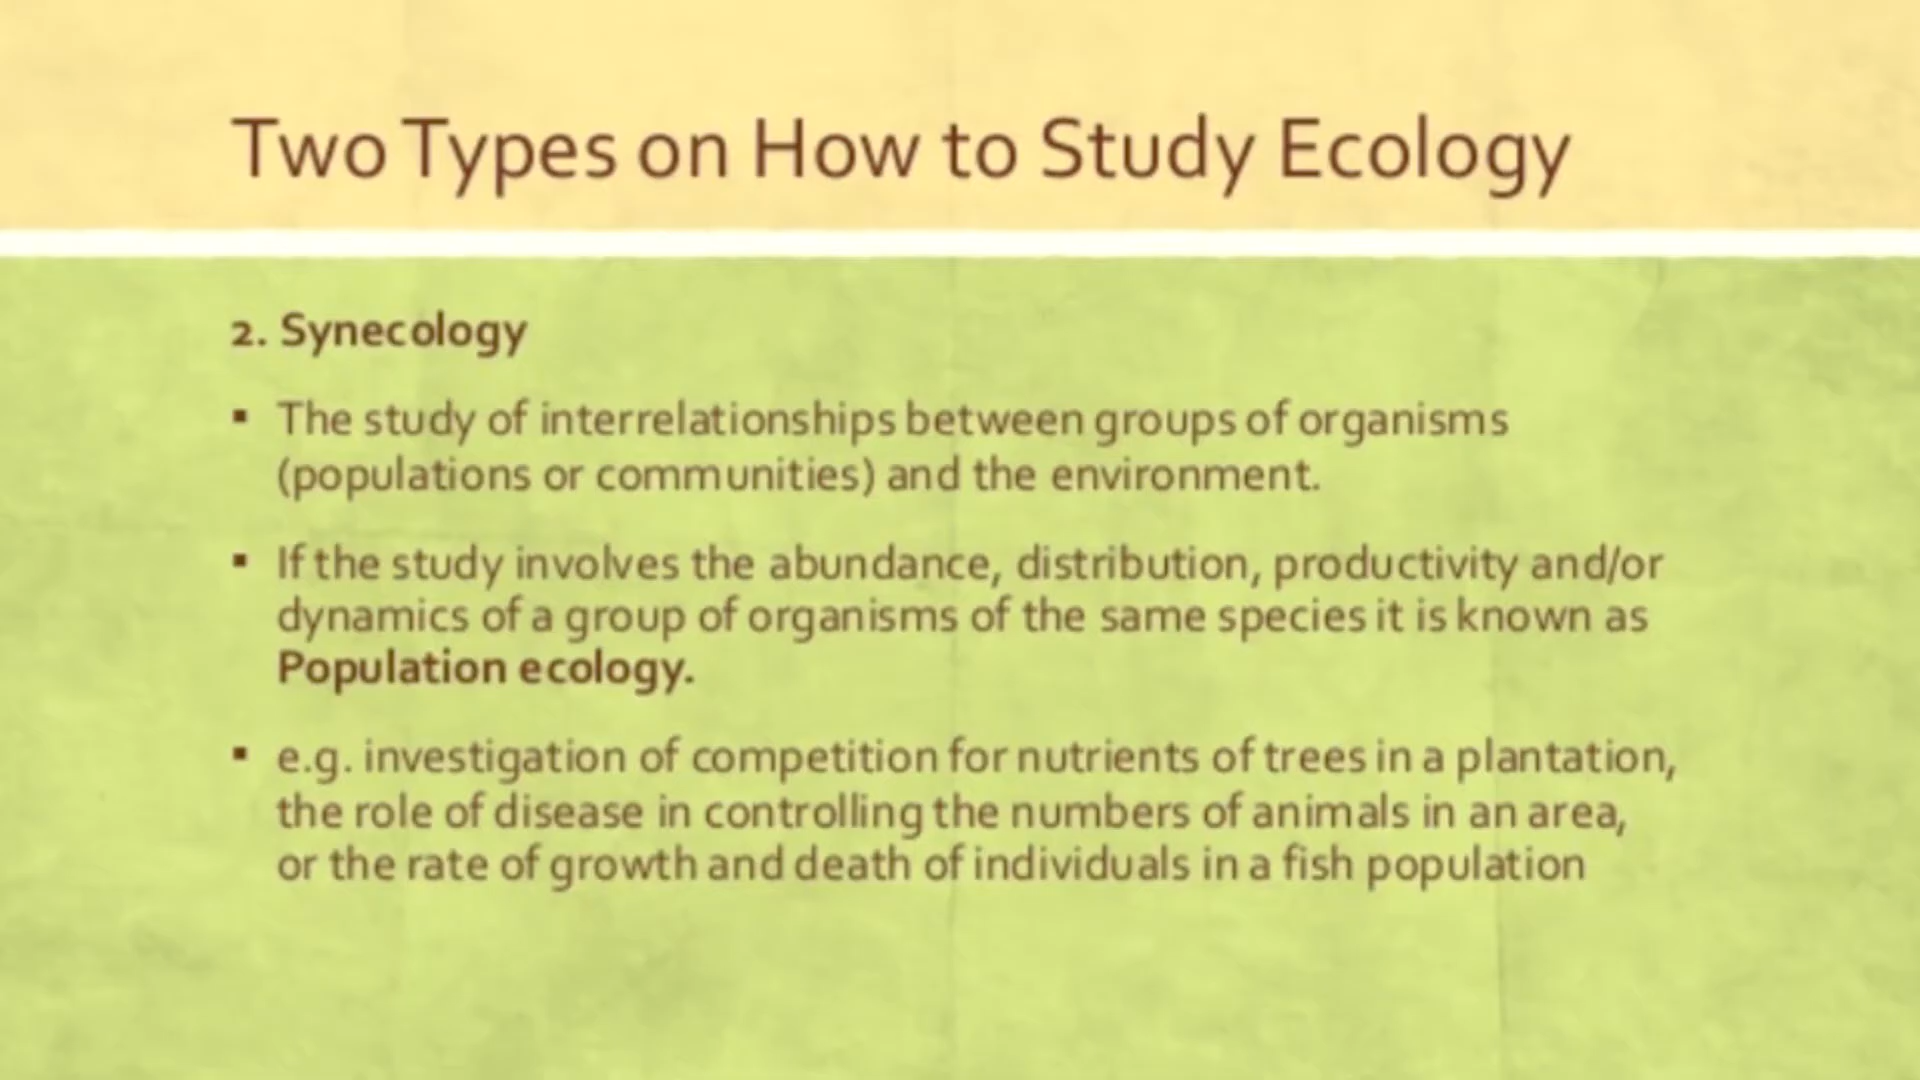 Two Types on How to Study Ecology
2. Synecology
▪ The study of interrelationships between groups of organisms
(populations or communities) and the environment.
▪ If the study involves the abundance, distribution, productivity and/or
dynamics of a group of organisms of the same species it is known as
Population ecology.
▪ e.g. investigation of competition for nutrients of trees in a plantation,
the role of disease in controlling the numbers of animals in an area,
or the rate of growth and death of individuals in a fish population